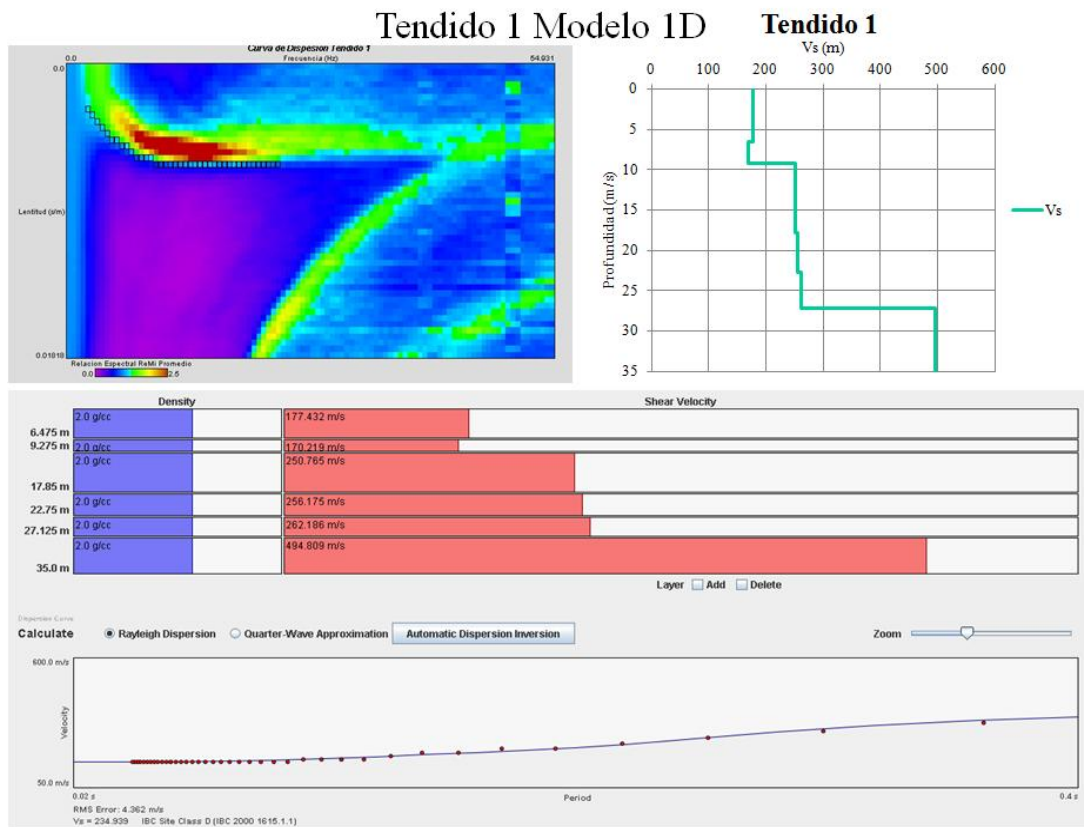 Tendido 1 Modelo 1D
Curva de Dispesión Tendido 1
0.0 Frecuencia (Hz) 54.931
0.0
Lentitud (s/m)
0.01818
Relacion Espectral ReMi Promedio
0.0 2.5
Tendido 1
Vs (m)
0 100 200 300 400 500 600
0
5
10
15
20
25
30
35
Profundidad (m/s)
Vs
Density Shear Velocity
2.0 g/cc 177.432 m/s
6.475 m
2.0 g/cc 170.219 m/s
9.275 m
2.0 g/cc 250.765 m/s
17.85 m
2.0 g/cc 256.175 m/s
22.75 m
2.0 g/cc 262.186 m/s
27.125 m
2.0 g/cc 494.809 m/s
35.0 m
Layer Add Delete
Dispersion Curve
Calculate Rayleigh Dispersion Quarter-Wave Approximation Automatic Dispersion Inversion Zoom
600.0 m/s
Velocity
50.0 m/s
0.02 s Period 0.4 s
RMS Error: 4.362 m/s
Vs = 234.939 IBC Site Class D (IBC 2000 1615.1.1)